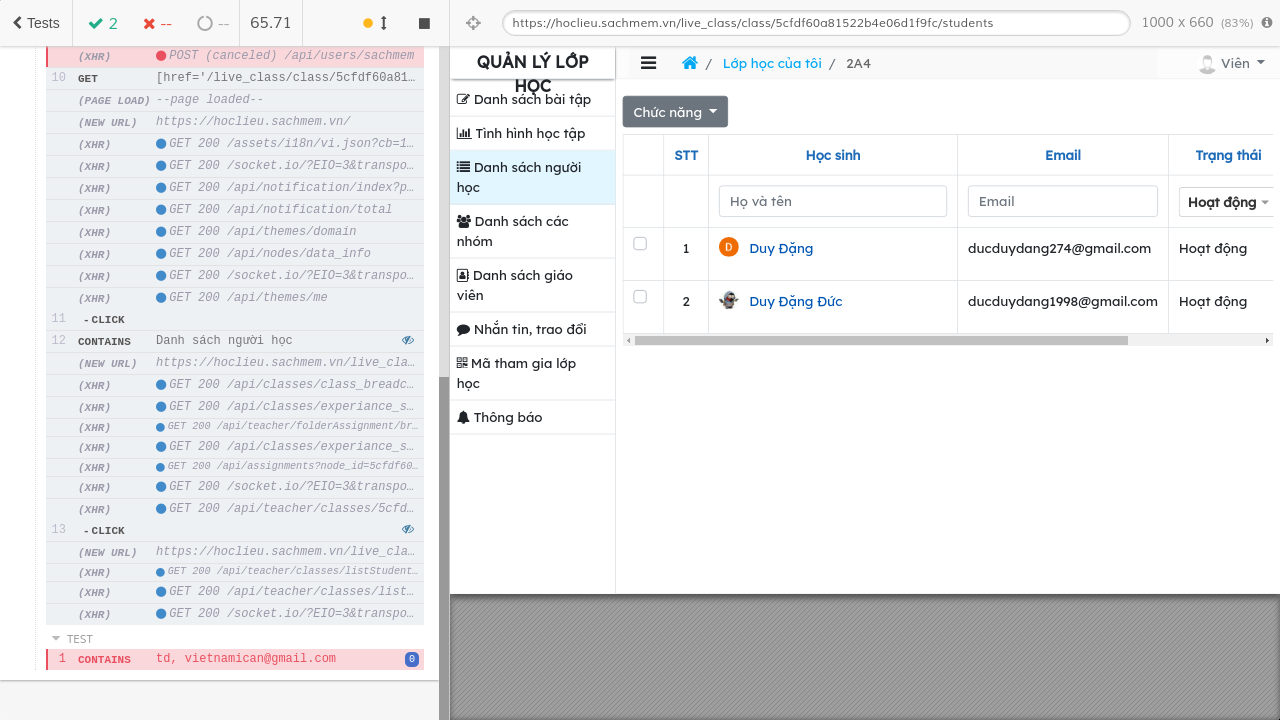 Tests
2
--
--
65.71
https://hoclieu.sachmem.vn/live_class/class/5cfdf60a81522b4e06d1f9fc/students
1000 x 660 (83%)
(XHR) POST (canceled) /api/users/sachmem
10 GET [href='/live_class/class/5cfdf60a81...
(PAGE LOAD) --page loaded--
(NEW URL) https://hoclieu.sachmem.vn/
(XHR) GET 200 /assets/i18n/vi.json?cb=1...
(XHR) GET 200 /socket.io/?EIO=3&transpo...
(XHR) GET 200 /api/notification/index?p...
(XHR) GET 200 /api/notification/total
(XHR) GET 200 /api/themes/domain
(XHR) GET 200 /api/nodes/data_info
(XHR) GET 200 /socket.io/?EIO=3&transpo...
(XHR) GET 200 /api/themes/me
11 -CLICK
12 CONTAINS Danh sách người học
(NEW URL) https://hoclieu.sachmem.vn/live_cla...
(XHR) GET 200 /api/classes/class_breadc...
(XHR) GET 200 /api/classes/experiance_s...
(XHR) GET 200 /api/teacher/folderAssignment/br...
(XHR) GET 200 /api/classes/experiance_s...
(XHR) GET 200 /api/assignments?node_id=5cfdf60...
(XHR) GET 200 /socket.io/?EIO=3&transpo...
(XHR) GET 200 /api/teacher/classes/5cfd...
13 -CLICK
(NEW URL) https://hoclieu.sachmem.vn/live_cla...
(XHR) GET 200 /api/teacher/classes/listStudent...
(XHR) GET 200 /api/teacher/classes/list...
(XHR) GET 200 /socket.io/?EIO=3&transpo...
TEST
1 CONTAINS td, vietnamican@gmail.com 0
QUẢN LÝ LỚP
HỌC
Danh sách bài tập
Tình hình học tập
Danh sách người
học
Danh sách các
nhóm
Danh sách giáo
viên
Nhắn tin, trao đổi
Mã tham gia lớp
học
Thông báo
/ Lớp học của tôi / 2A4
Viên
Chức năng
STT Học sinh Email Trạng thái
Họ và tên Email Hoạt động
1 D Duy Đặng ducduydang274@gmail.com Hoạt động
2 Duy Đặng Đức ducduydang1998@gmail.com Hoạt động